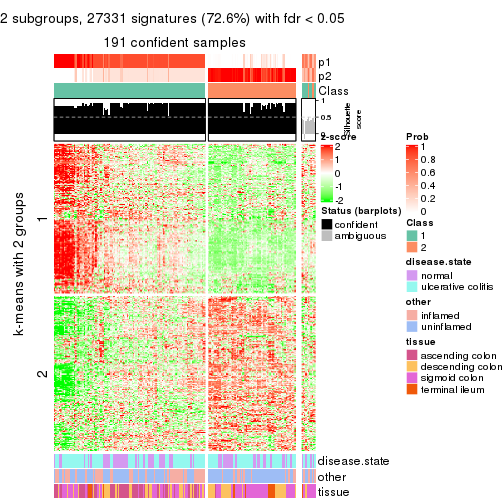 2 subgroups, 27331 signatures (72.6%) with fdr < 0.05
191 confident samples
p1
p2
Class
1
0.5
0
Silhouette
score
k-means with 2 groups
1
2
z-score
2
1
0
-1
-2
Status (barplots)
confident
ambiguous
Prob
1
0.8
0.6
0.4
0.2
0
Class
1
2
disease.state
normal
ulcerative colitis
other
inflamed
uninflamed
tissue
ascending colon
descending colon
sigmoid colon
terminal ileum
disease.state
other
tissue